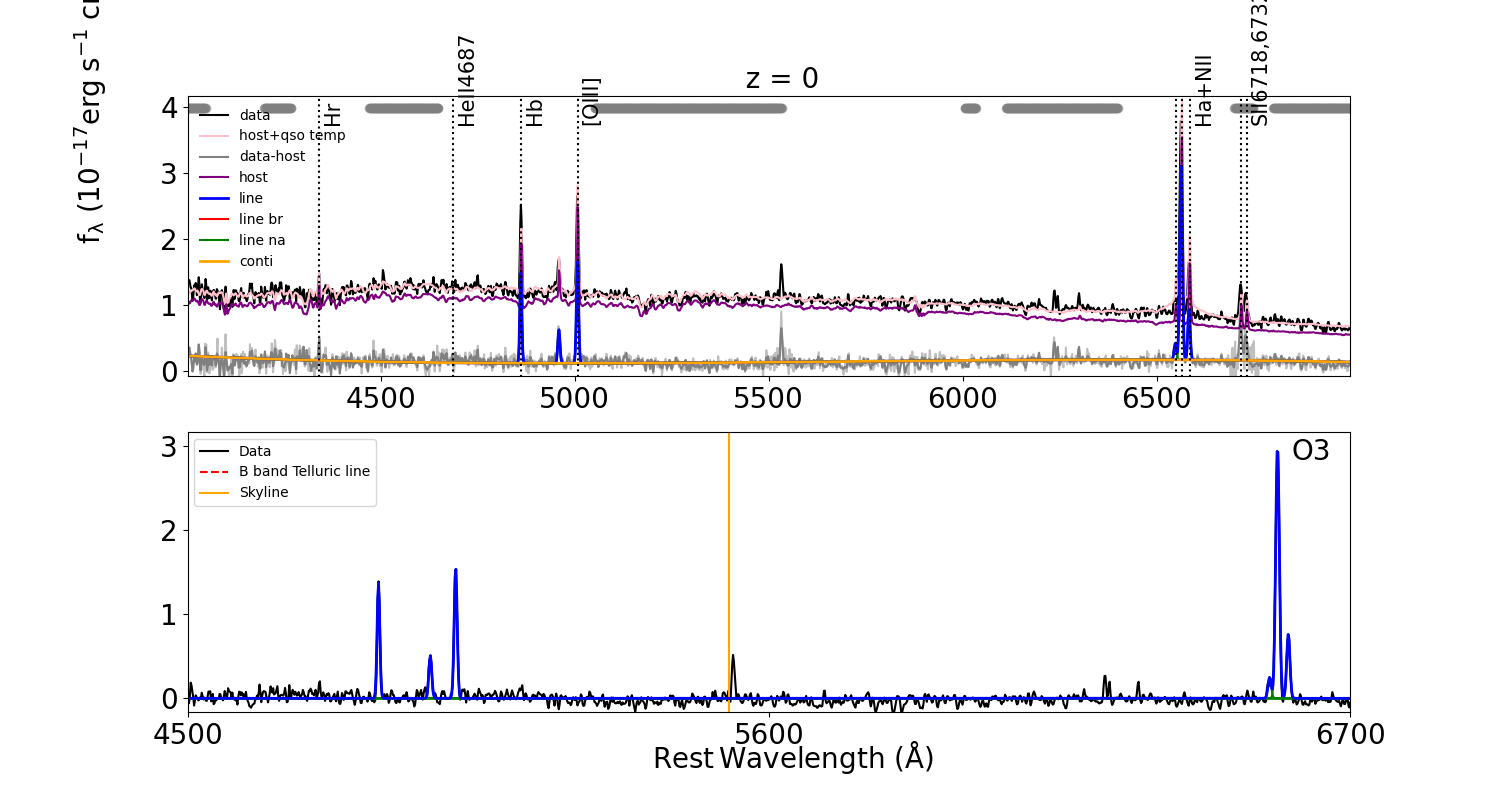 z = 0
f_λ (10^−17 erg s^−1
4
3
2
1
0
data
host+qso temp
data-host
host
line
line br
line na
conti
Hr
HeII4687
Hb
[OIII]
Ha+NII
SII6718,6732
4500 5000 5500 6000 6500
3
2
1
0
Data
B band Telluric line
Skyline
O3
4500 5600 6700
Rest Wavelength (Å)